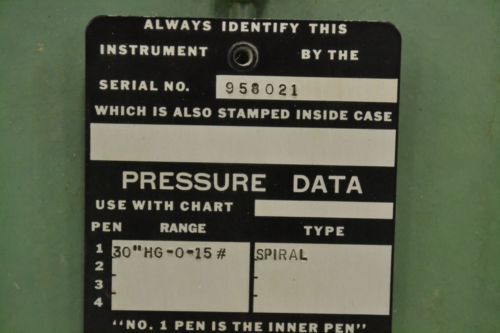 ALWAYS IDENTIFY THIS
INSTRUMENT BY THE
SERIAL NO. 958021
WHICH IS ALSO STAMPED INSIDE CASE
PRESSURE DATA
USE WITH CHART
PEN RANGE TYPE
1 30"HG-0-15# SPIRAL
2
3
4
"NO. 1 PEN IS THE INNER PEN"